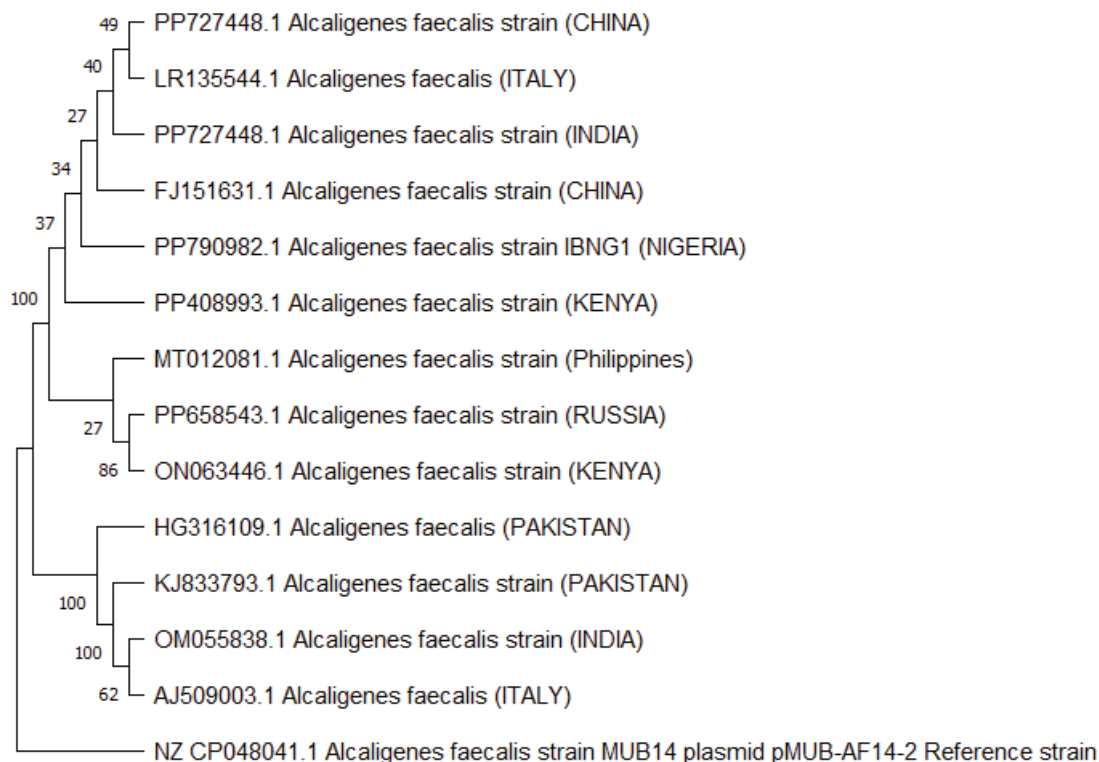 49
PP727448.1 Alcaligenes faecalis strain (CHINA)
40
LR135544.1 Alcaligenes faecalis (ITALY)
27
PP727448.1 Alcaligenes faecalis strain (INDIA)
34
FJ151631.1 Alcaligenes faecalis strain (CHINA)
37
PP790982.1 Alcaligenes faecalis strain IBNG1 (NIGERIA)
100
PP408993.1 Alcaligenes faecalis strain (KENYA)
MT012081.1 Alcaligenes faecalis strain (Philippines)
PP658543.1 Alcaligenes faecalis strain (RUSSIA)
27
86
ON063446.1 Alcaligenes faecalis strain (KENYA)
HG316109.1 Alcaligenes faecalis (PAKISTAN)
KJ833793.1 Alcaligenes faecalis strain (PAKISTAN)
100
OM055838.1 Alcaligenes faecalis strain (INDIA)
100
62
AJ509003.1 Alcaligenes faecalis (ITALY)
NZ CP048041.1 Alcaligenes faecalis strain MUB14 plasmid pMUB-AF14-2 Reference strain